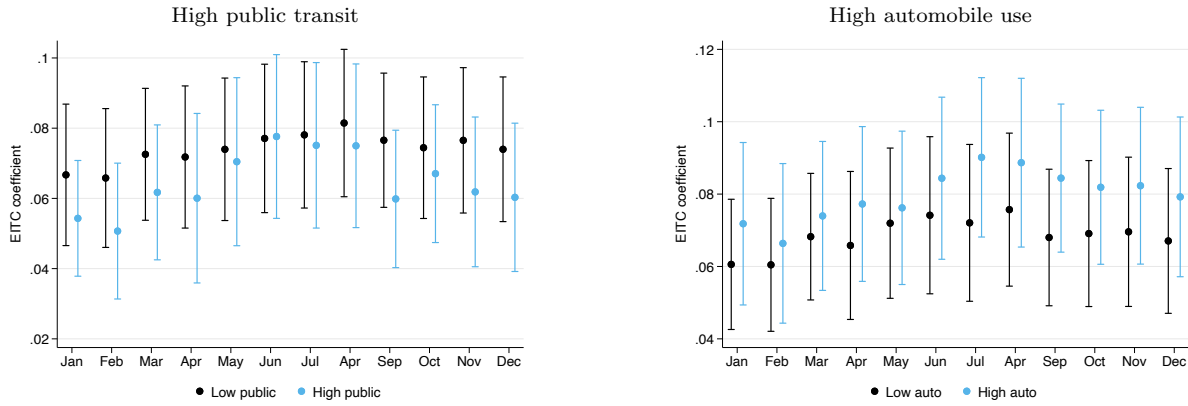 High public transit
.1
.08
.06
.04
.02
EITC coefficient
Jan Feb Mar Apr May Jun Jul Apr Sep Oct Nov Dec
Low public High public
High automobile use
.12
.1
.08
.06
.04
EITC coefficient
Jan Feb Mar Apr May Jun Jul Apr Sep Oct Nov Dec
Low auto High auto